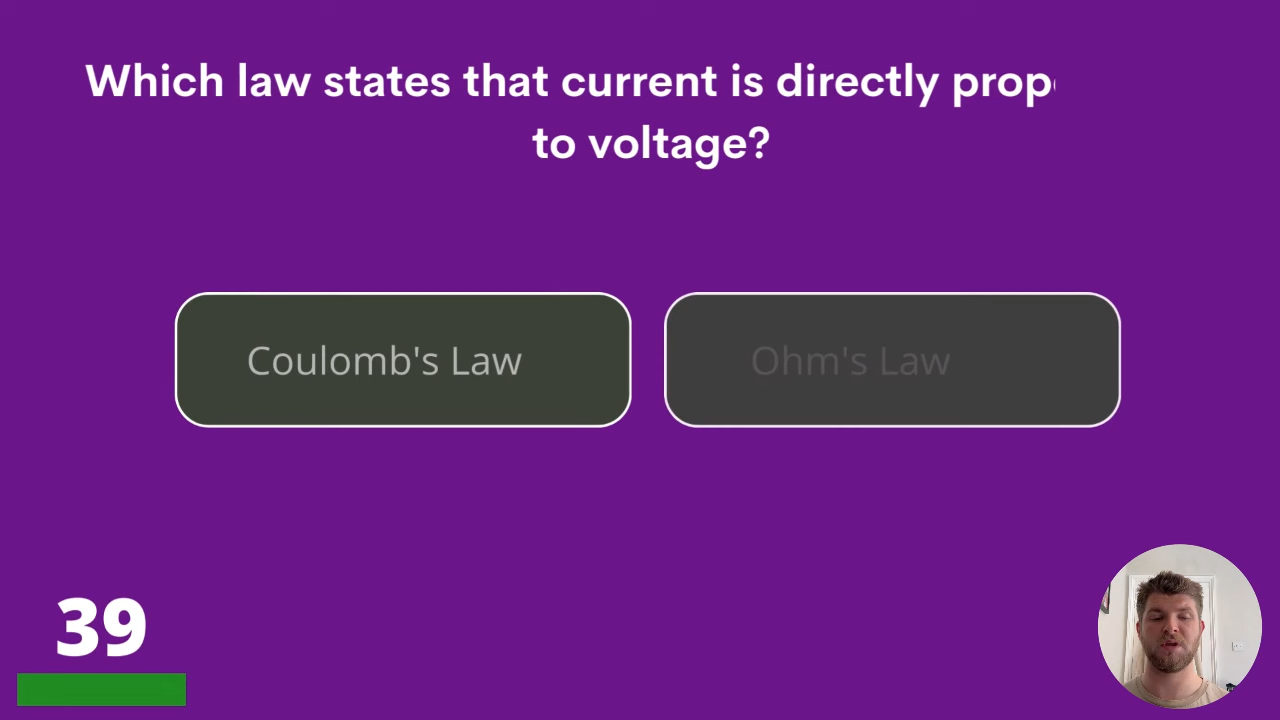 Which law states that current is directly prop
to voltage?
Coulomb's Law
Ohm's Law
39